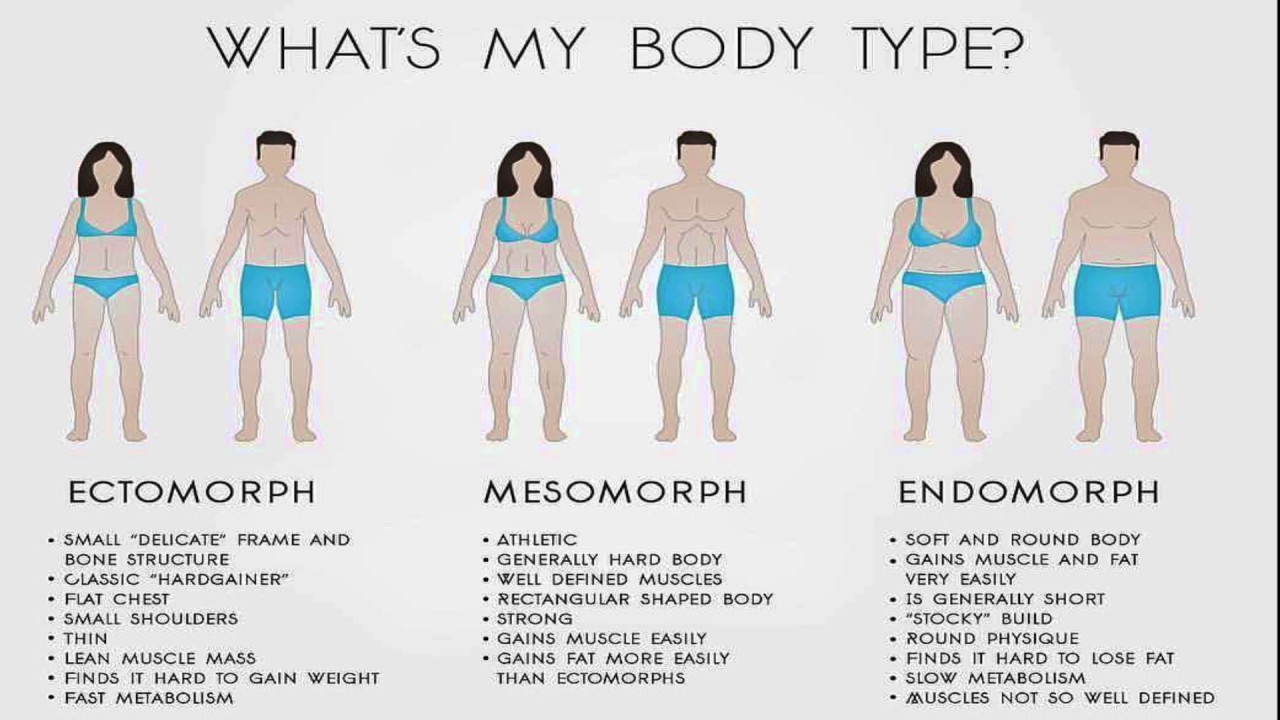 WHAT'S MY BODY TYPE?
ECTOMORPH
• SMALL "DELICATE" FRAME AND
BONE STRUCTURE
• CLASSIC "HARDGAINER"
• FLAT CHEST
• SMALL SHOULDERS
• THIN
• LEAN MUSCLE MASS
• FINDS IT HARD TO GAIN WEIGHT
• FAST METABOLISM
MESOMORPH
• ATHLETIC
• GENERALLY HARD BODY
• WELL DEFINED MUSCLES
• RECTANGULAR SHAPED BODY
• STRONG
• GAINS MUSCLE EASILY
• GAINS FAT MORE EASILY
THAN ECTOMORPHS
ENDOMORPH
• SOFT AND ROUND BODY
• GAINS MUSCLE AND FAT
VERY EASILY
• IS GENERALLY SHORT
• "STOCKY" BUILD
• ROUND PHYSIQUE
• FINDS IT HARD TO LOSE FAT
• SLOW METABOLISM
• MUSCLES NOT SO WELL DEFINED